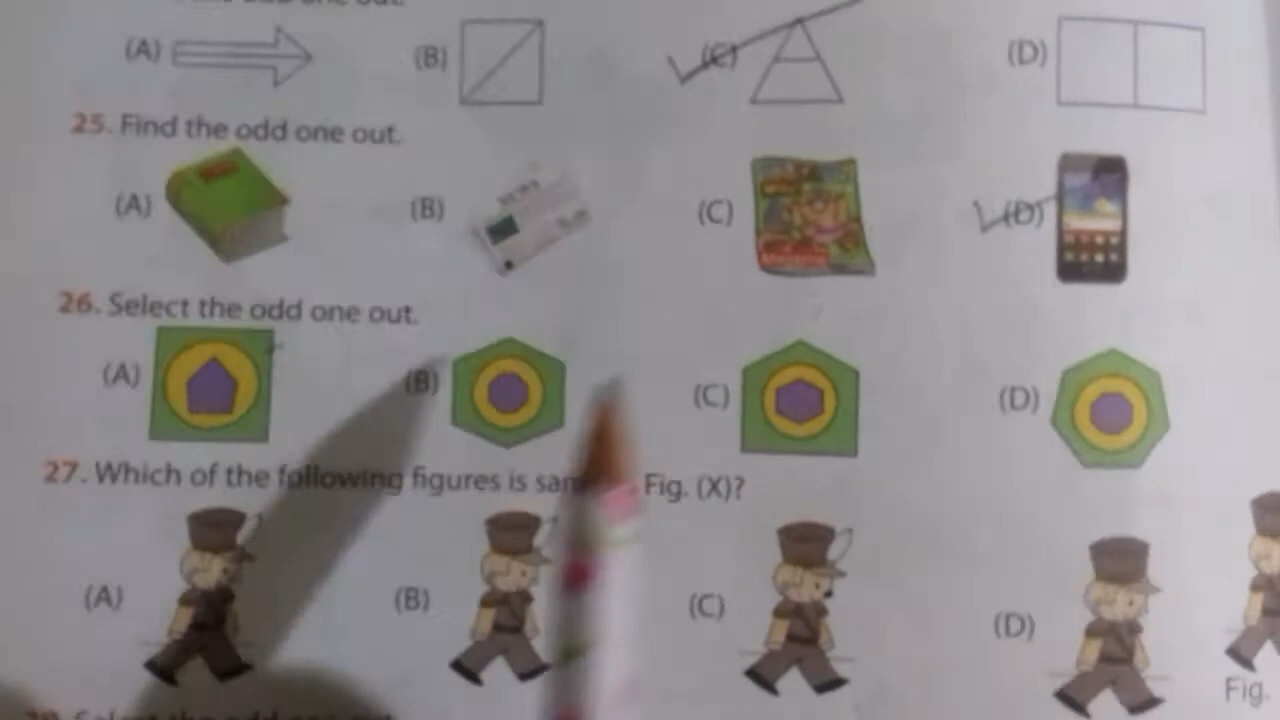 (A) (B) (C) (D)
25. Find the odd one out.
(A) (B) (C) (D)
26. Select the odd one out.
(A) (B) (C) (D)
27. Which of the following figures is Fig. (X)?
(A) (B) (C) (D)
Fig.